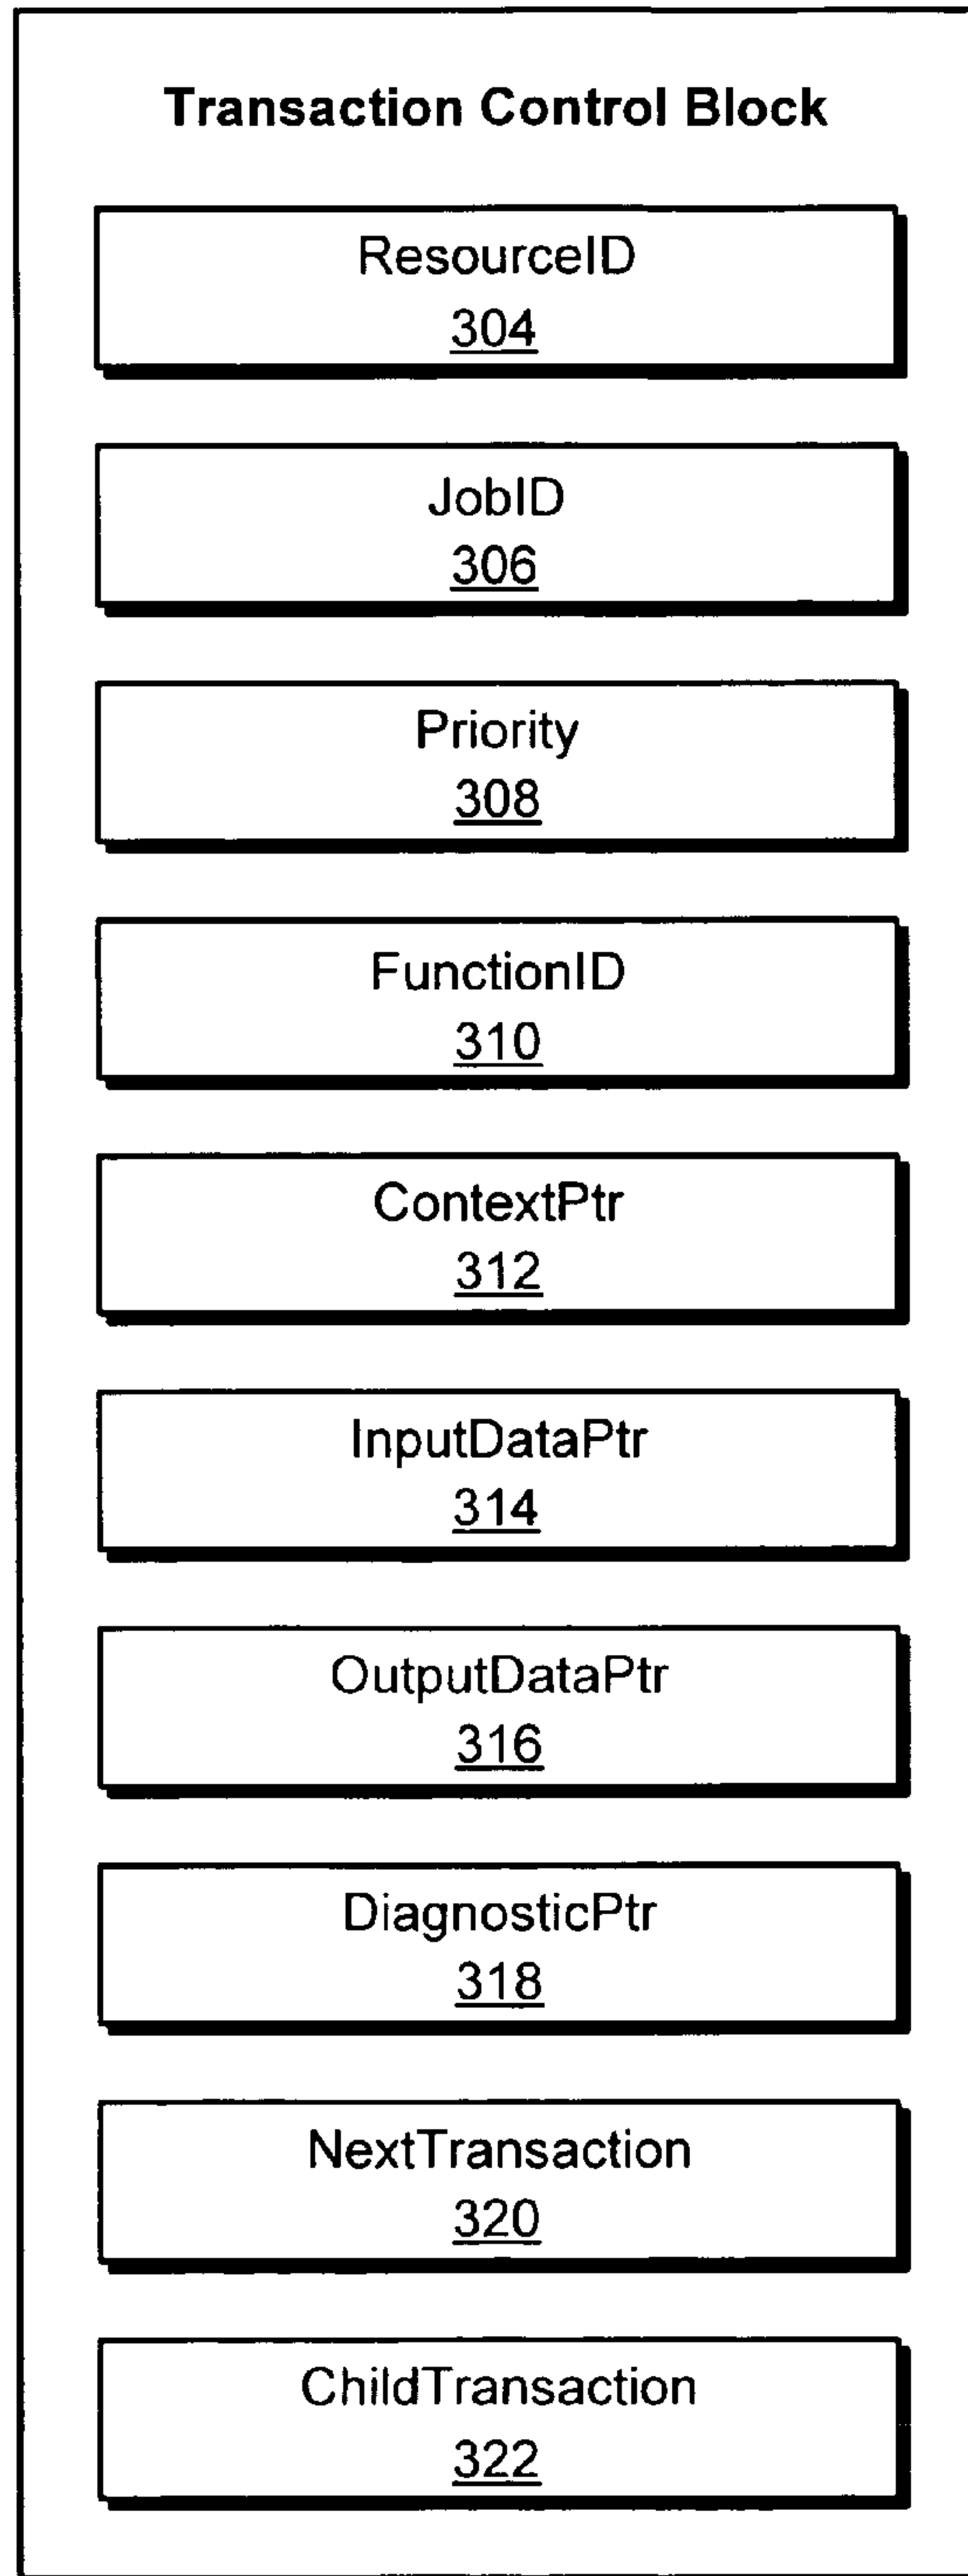 Transaction Control Block
ResourceID
304
JobID
306
Priority
308
FunctionID
310
ContextPtr
312
InputDataPtr
314
OutputDataPtr
316
DiagnosticPtr
318
NextTransaction
320
ChildTransaction
322